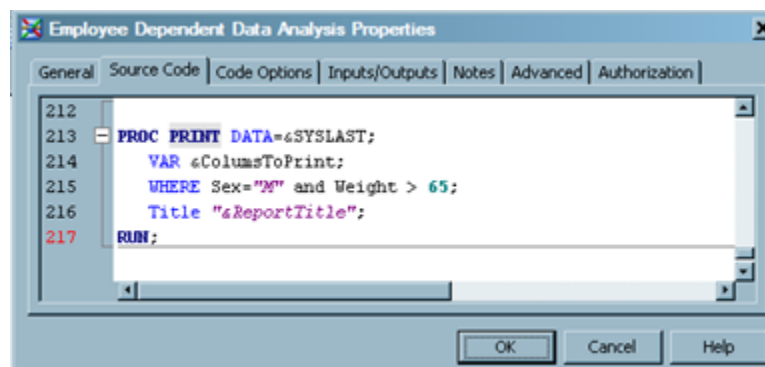 Employee Dependent Data Analysis Properties
General Source Code Code Options Inputs/Outputs Notes Advanced Authorization
212
213 PROC PRINT DATA=&SYSLAST;
214 VAR &ColumsToPrint;
215 WHERE Sex="M" and Weight > 65;
216 Title "&ReportTitle";
217 RUN;
OK Cancel Help